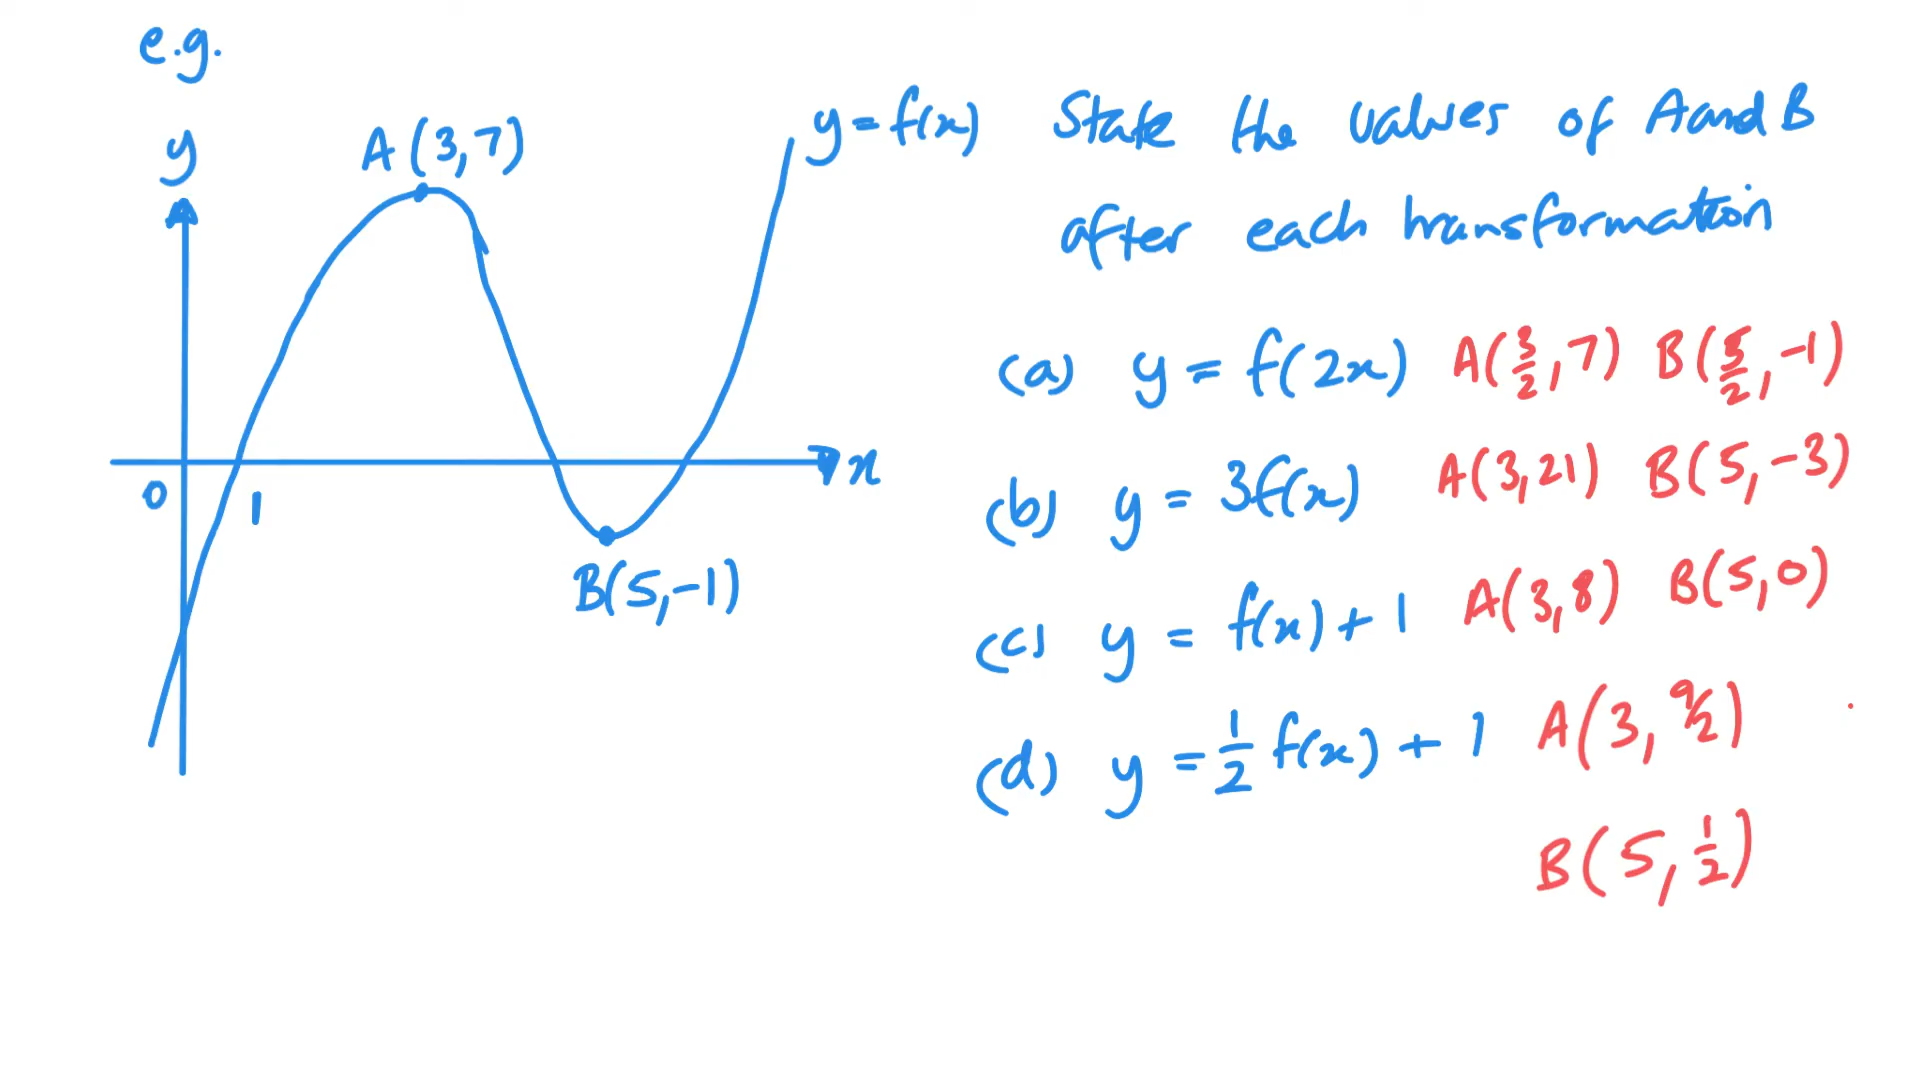 e.g.
y
A(3,7)
y = f(x)
0
1
x
B(5,-1)
State the values of A and B
after each transformation
(a) y = f(2x) A(3/2, 7) B(5/2, -1)
(b) y = 3f(x) A(3,21) B(5,-3)
(c) y = f(x) + 1 A(3,8) B(5,0)
(d) y = 1/2 f(x) + 1 A(3, 9/2)
B(5, 1/2)